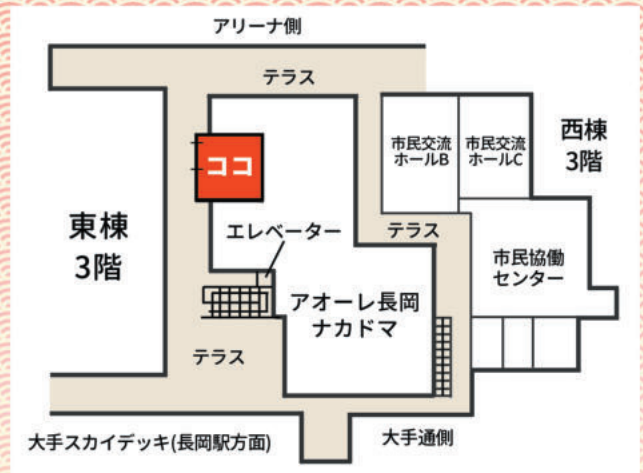 アリーナ側
テラス
市民交流
ホールB
市民交流
ホールC
西棟
3階
ココ
東棟
3階
エレベーター
テラス
市民協働
センター
アオーレ長岡
ナカドマ
テラス
大手スカイデッキ(長岡駅方面)
大手通側